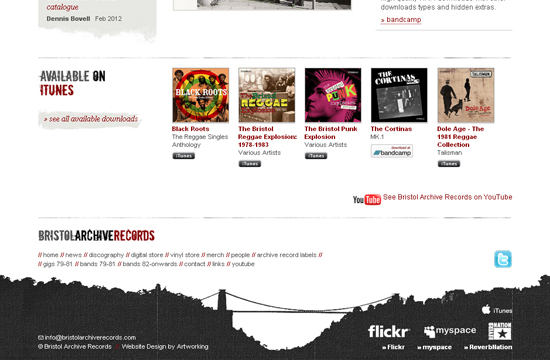 catalogue
Dennis Bovell Feb 2012
downloads types and hidden extras.
» bandcamp
AVAILABLE ON
ITUNES
» see all available downloads
BLACK ROOTS
REGGAE
PUNK
THE CORTINAS
TALISMAN
Dole Age
Black Roots
The Reggae Singles
Anthology
iTunes
The Bristol
Reggae Explosion:
1978-1983
Various Artists
iTunes
The Bristol Punk
Explosion
Various Artists
iTunes
The Cortinas
MK.1
bandcamp
Dole Age - The
1981 Reggae
Collection
Talisman
iTunes
YouTube See Bristol Archive Records on YouTube
BRISTOLARCHIVERECORDS
// home // news // discography // digital store // vinyl store // merch // people // archive record labels //
// gigs 79-81 // bands 79-81 // bands 82-onwards // contact // links // youtube
iTunes
flickr
myspace
REVERBNATION
info@bristolarchiverecords.com
© Bristol Archive Records // Website Design by Artworking
» Flickr » Myspace » ReverbNation